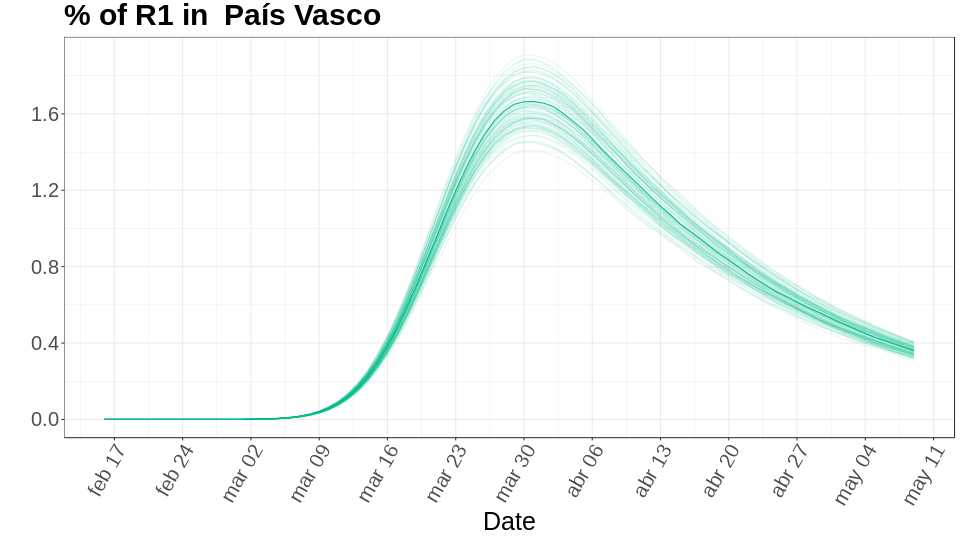 % of R1 in  País Vasco
1.6
1.2
0.8
0.4
0.0
feb 17
feb 24
mar 02
mar 09
mar 16
mar 23
mar 30
abr 06
abr 13
abr 20
abr 27
may 04
may 11
Date